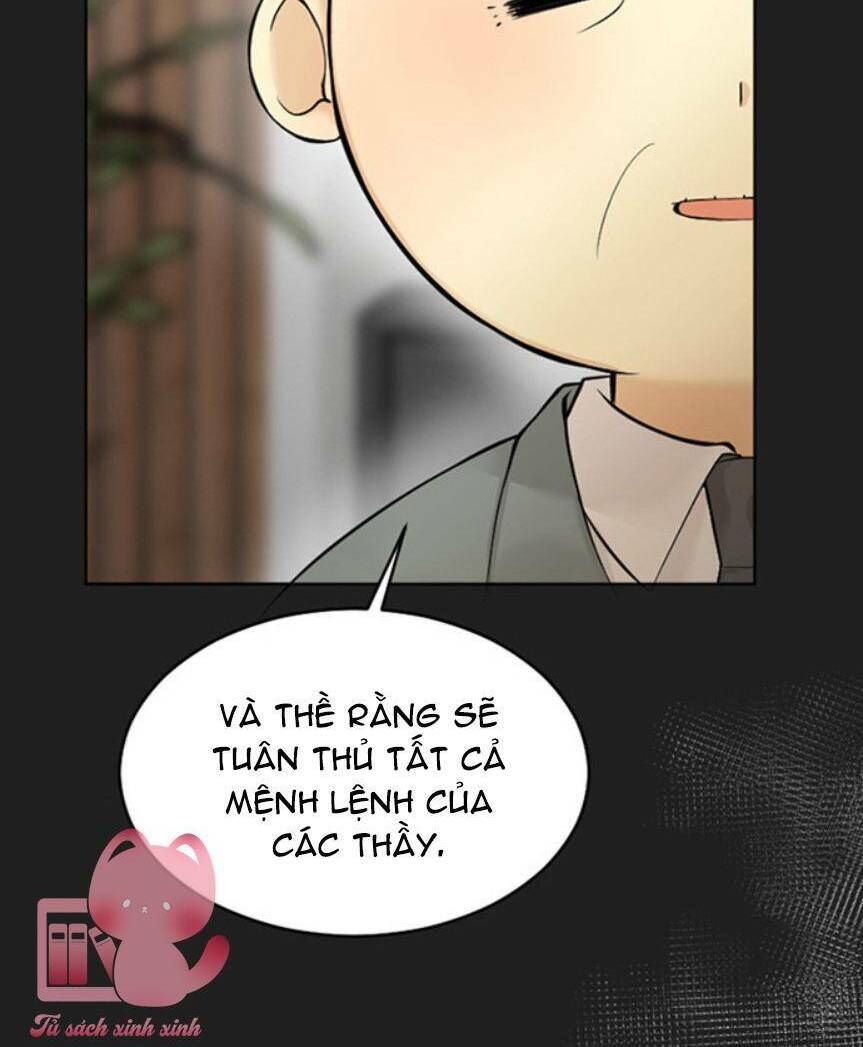 VÀ THỀ RẰNG SẼ
TUÂN THỦ TẤT CẢ
MỆNH LỆNH CỦA
CÁC THẦY.
Tủ sách xinh xinh